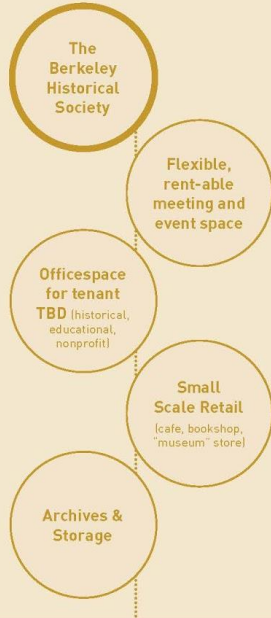 The
Berkeley
Historical
Society
Flexible,
rent-able
meeting and
event space
Officespace
for tenant
TBD (historical,
educational,
nonprofit)
Small
Scale Retail
(cafe, bookshop,
"museum" store)
Archives &
Storage